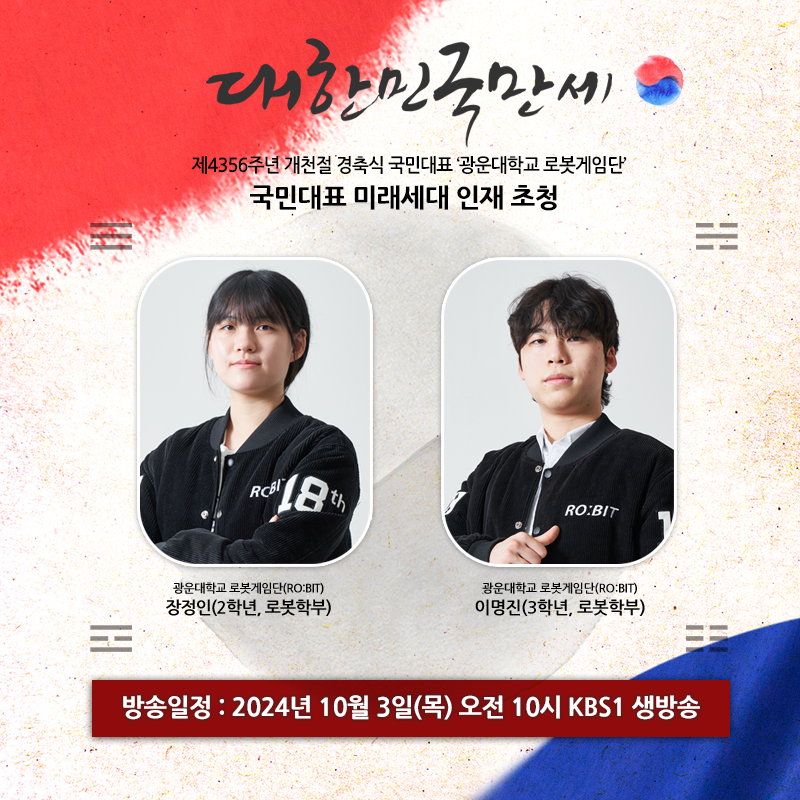 대한민국만세
제4356주년 개천절 경축식 국민대표 ‘광운대학교 로봇게임단’
국민대표 미래세대 인재 초청
RO:BIT
18th
RO:BIT
광운대학교 로봇게임단(RO:BIT)
장정인(2학년, 로봇학부)
광운대학교 로봇게임단(RO:BIT)
이명진(3학년, 로봇학부)
방송일정 : 2024년 10월 3일(목) 오전 10시 KBS1 생방송